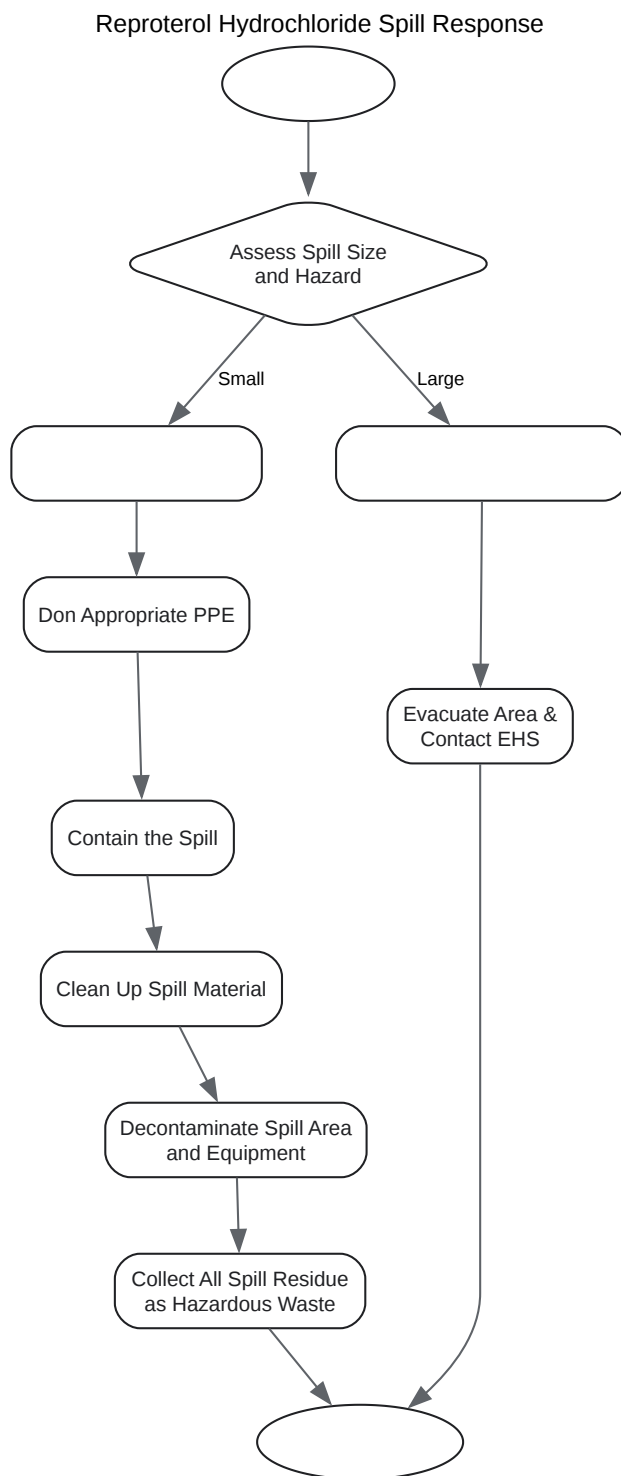 Reproterol Hydrochloride Spill Response
Assess Spill Size
and Hazard
Small
Large
Don Appropriate PPE
Evacuate Area &
Contact EHS
Contain the Spill
Clean Up Spill Material
Decontaminate Spill Area
and Equipment
Collect All Spill Residue
as Hazardous Waste